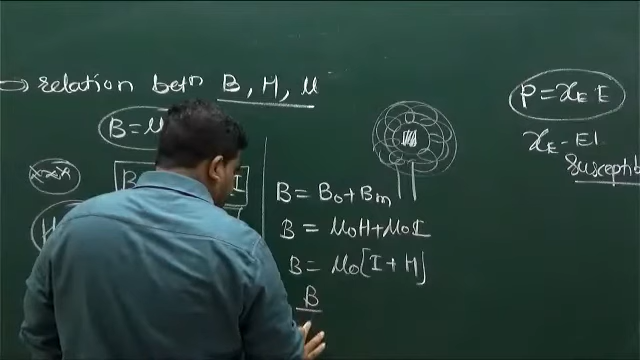 → relation betn B, H, μ
B = μ
B I
H
B = B₀ + Bm
B = μ₀H + μ₀I
B = μ₀[I + H]
B
P = χE E
χE - El.
Susceptib